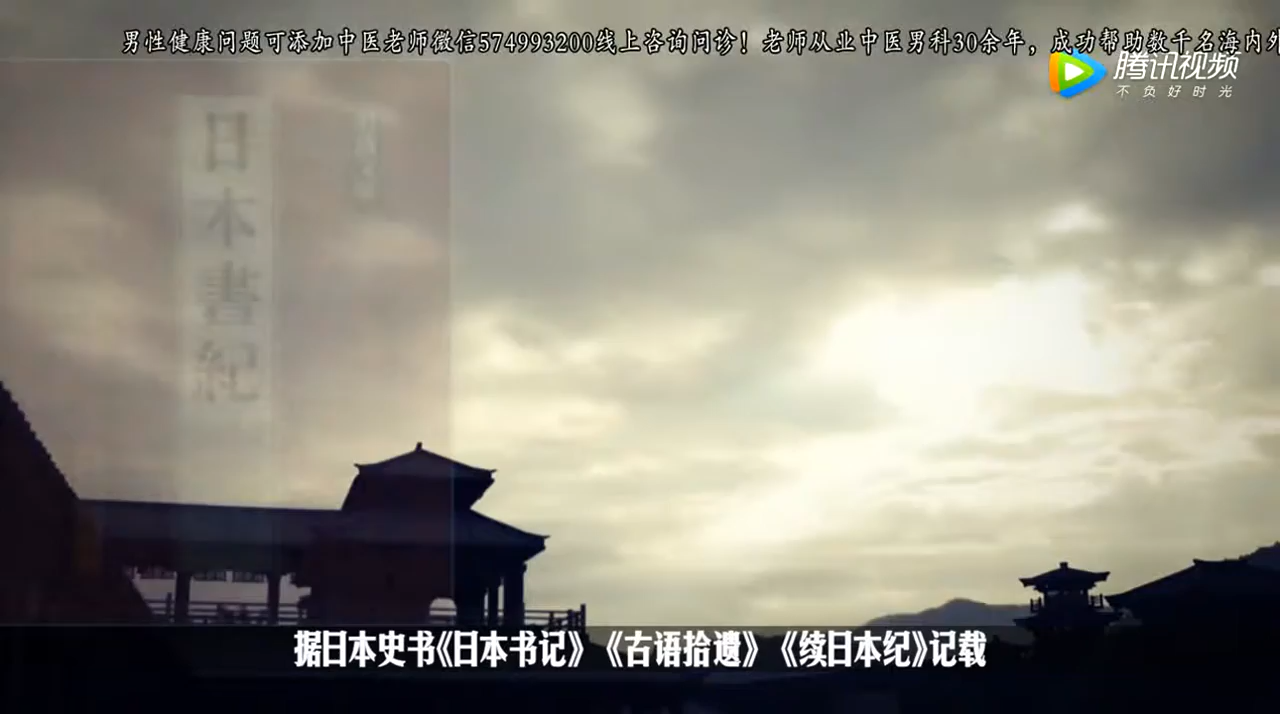 男性健康问题可添加中医老师微信574993200线上咨询问诊！老师从业中医男科30余年，成功帮助数千名海内外
腾讯视频
不负好时光
日本書紀
据日本史书《日本书记》《古语拾遗》《续日本纪》记载